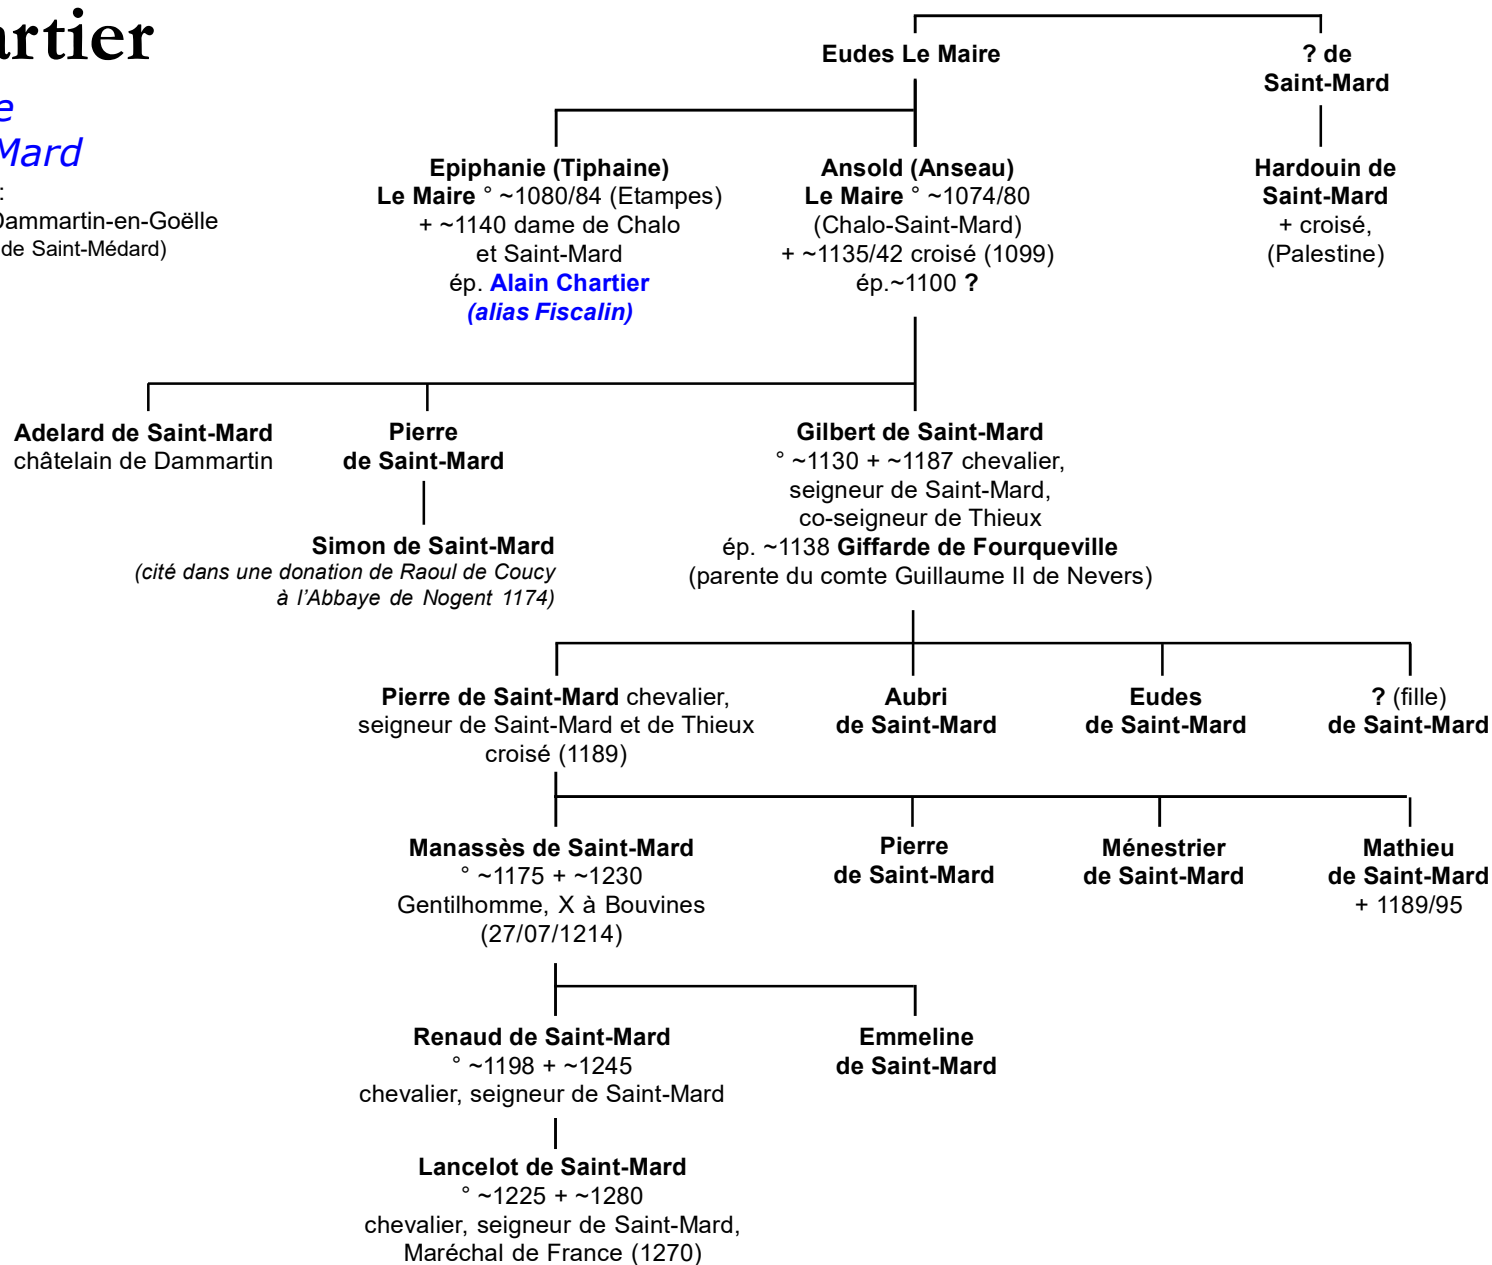 artier
e
Mard
:
Dammartin-en-Goëlle
de Saint-Médard)
Eudes Le Maire
? de
Saint-Mard
Epiphanie (Tiphaine)
Le Maire ° ~1080/84 (Etampes)
+ ~1140 dame de Chalo
et Saint-Mard
ép. Alain Chartier
(alias Fiscalin)
Ansold (Anseau)
Le Maire ° ~1074/80
(Chalo-Saint-Mard)
+ ~1135/42 croisé (1099)
ép.~1100 ?
Hardouin de
Saint-Mard
+ croisé,
(Palestine)
Adelard de Saint-Mard
châtelain de Dammartin
Pierre
de Saint-Mard
Gilbert de Saint-Mard
° ~1130 + ~1187 chevalier,
seigneur de Saint-Mard,
co-seigneur de Thieux
ép. ~1138 Giffarde de Fourqueville
(parente du comte Guillaume II de Nevers)
Simon de Saint-Mard
(cité dans une donation de Raoul de Coucy
à l'Abbaye de Nogent 1174)
Pierre de Saint-Mard chevalier,
seigneur de Saint-Mard et de Thieux
croisé (1189)
Aubri
de Saint-Mard
Eudes
de Saint-Mard
? (fille)
de Saint-Mard
Manassès de Saint-Mard
° ~1175 + ~1230
Gentilhomme, X à Bouvines
(27/07/1214)
Pierre
de Saint-Mard
Ménestrier
de Saint-Mard
Mathieu
de Saint-Mard
+ 1189/95
Renaud de Saint-Mard
° ~1198 + ~1245
chevalier, seigneur de Saint-Mard
Emmeline
de Saint-Mard
Lancelot de Saint-Mard
° ~1225 + ~1280
chevalier, seigneur de Saint-Mard,
Maréchal de France (1270)